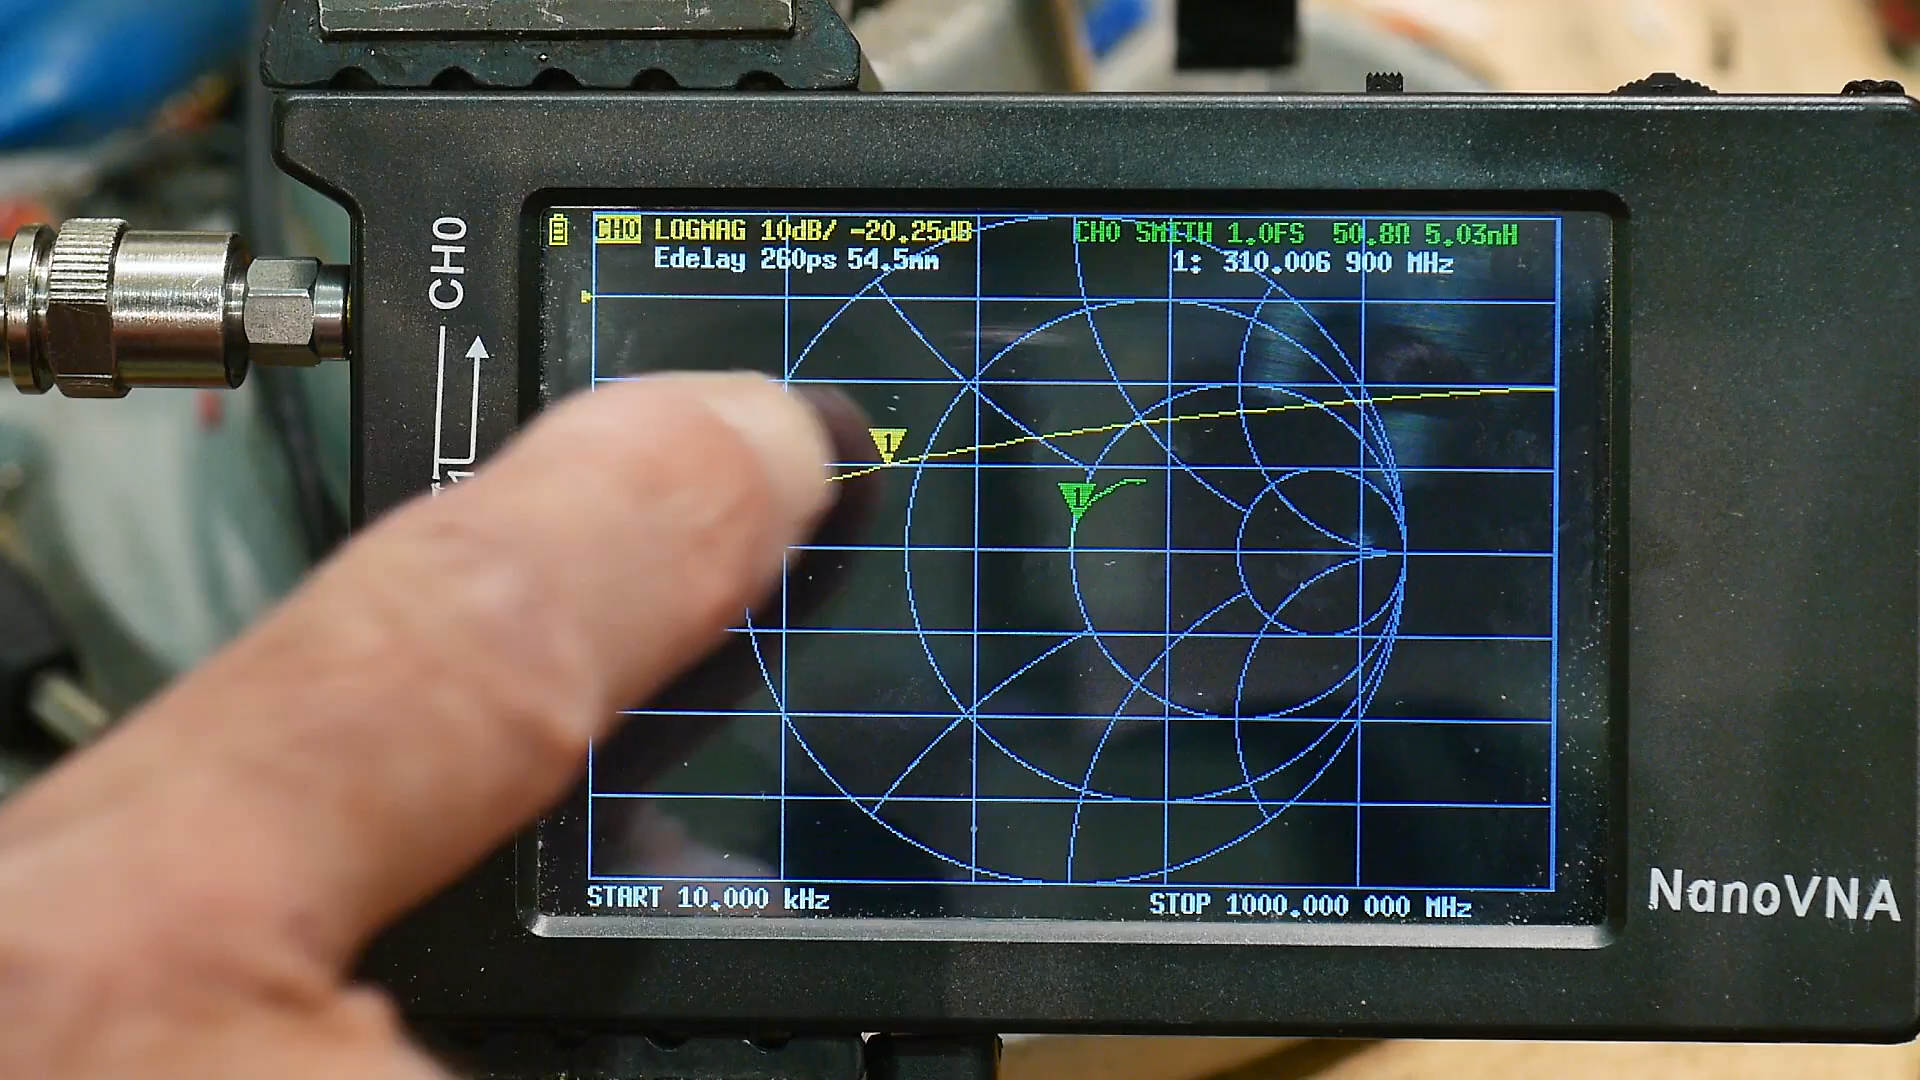 CH0
CH0 LOGMAG 10dB/ -20.25dB
CH0 SMITH 1.0FS 50.8Ω 5.03nH
Edelay 260ps 54.5mm
1: 310.006 900 MHz
1
1
START 10.000 kHz
STOP 1000.000 000 MHz
NanoVNA